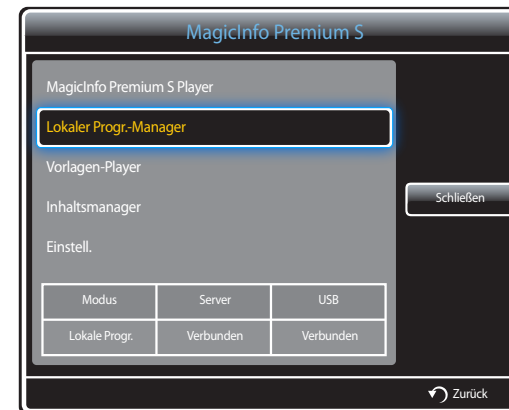 MagicInfo Premium S
MagicInfo Premium S Player
Lokaler Progr.-Manager
Vorlagen-Player
Inhaltsmanager
Einstell.
Modus Server USB
Lokale Progr. Verbunden Verbunden
Schließen
Zurück